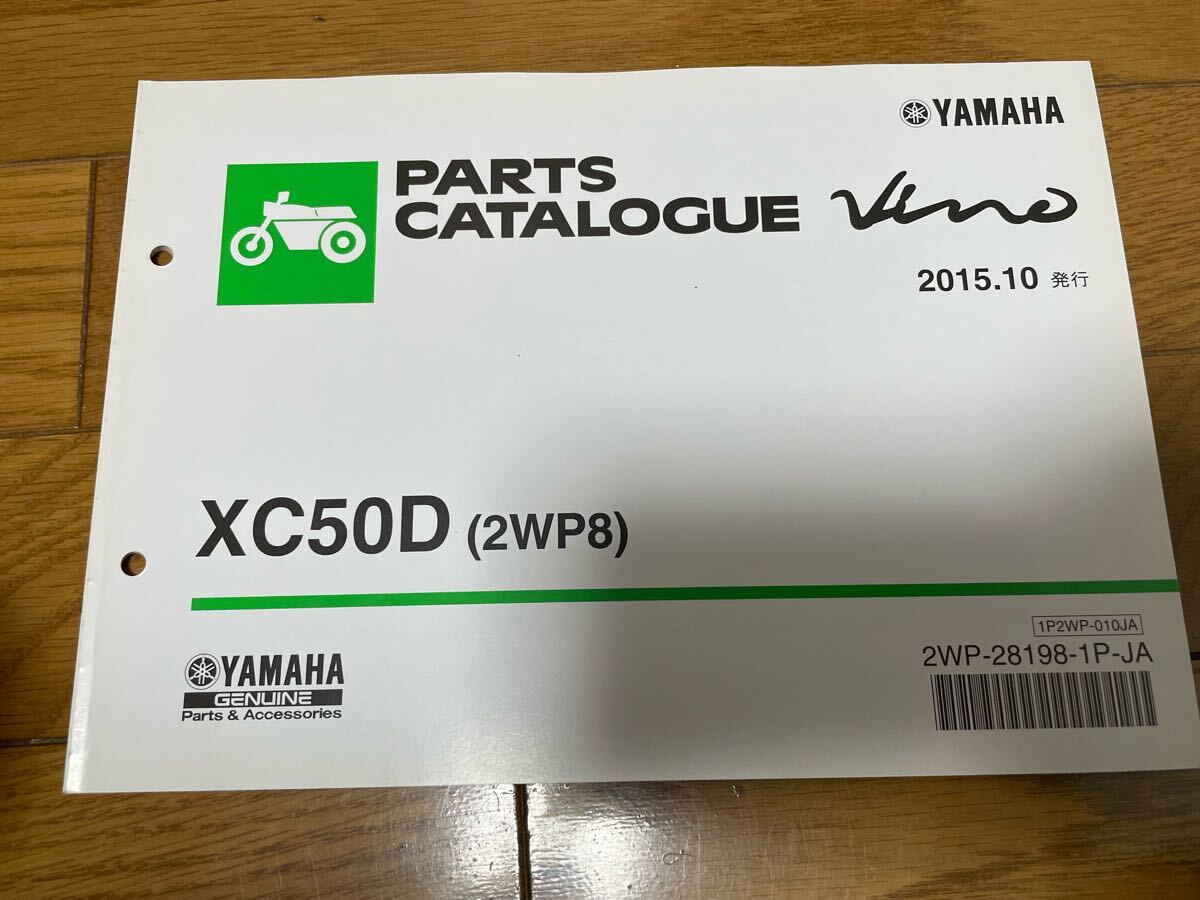 YAMAHA
PARTS
CATALOGUE
Vino
2015.10 発行
XC50D (2WP8)
1P2WP-010JA
2WP-28198-1P-JA
YAMAHA
GENUINE
Parts & Accessories